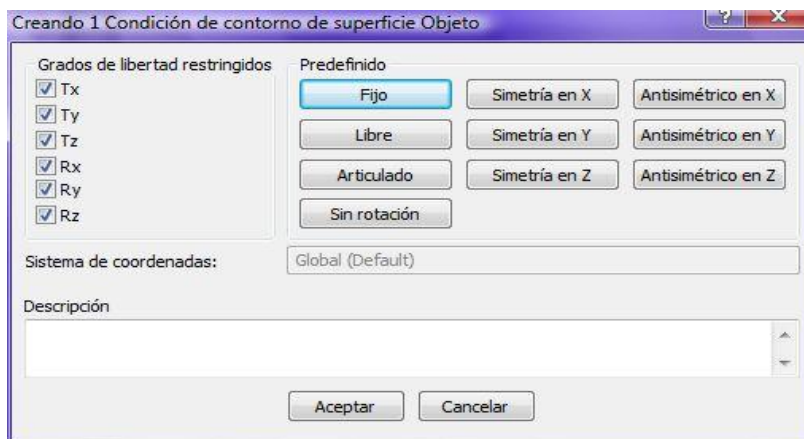 Creando 1 Condición de contorno de superficie Objeto
Grados de libertad restringidos
Tx
Ty
Tz
Rx
Ry
Rz
Predefinido
Fijo
Simetría en X
Antisimétrico en X
Libre
Simetría en Y
Antisimétrico en Y
Articulado
Simetría en Z
Antisimétrico en Z
Sin rotación
Sistema de coordenadas:
Global (Default)
Descripción
Aceptar
Cancelar